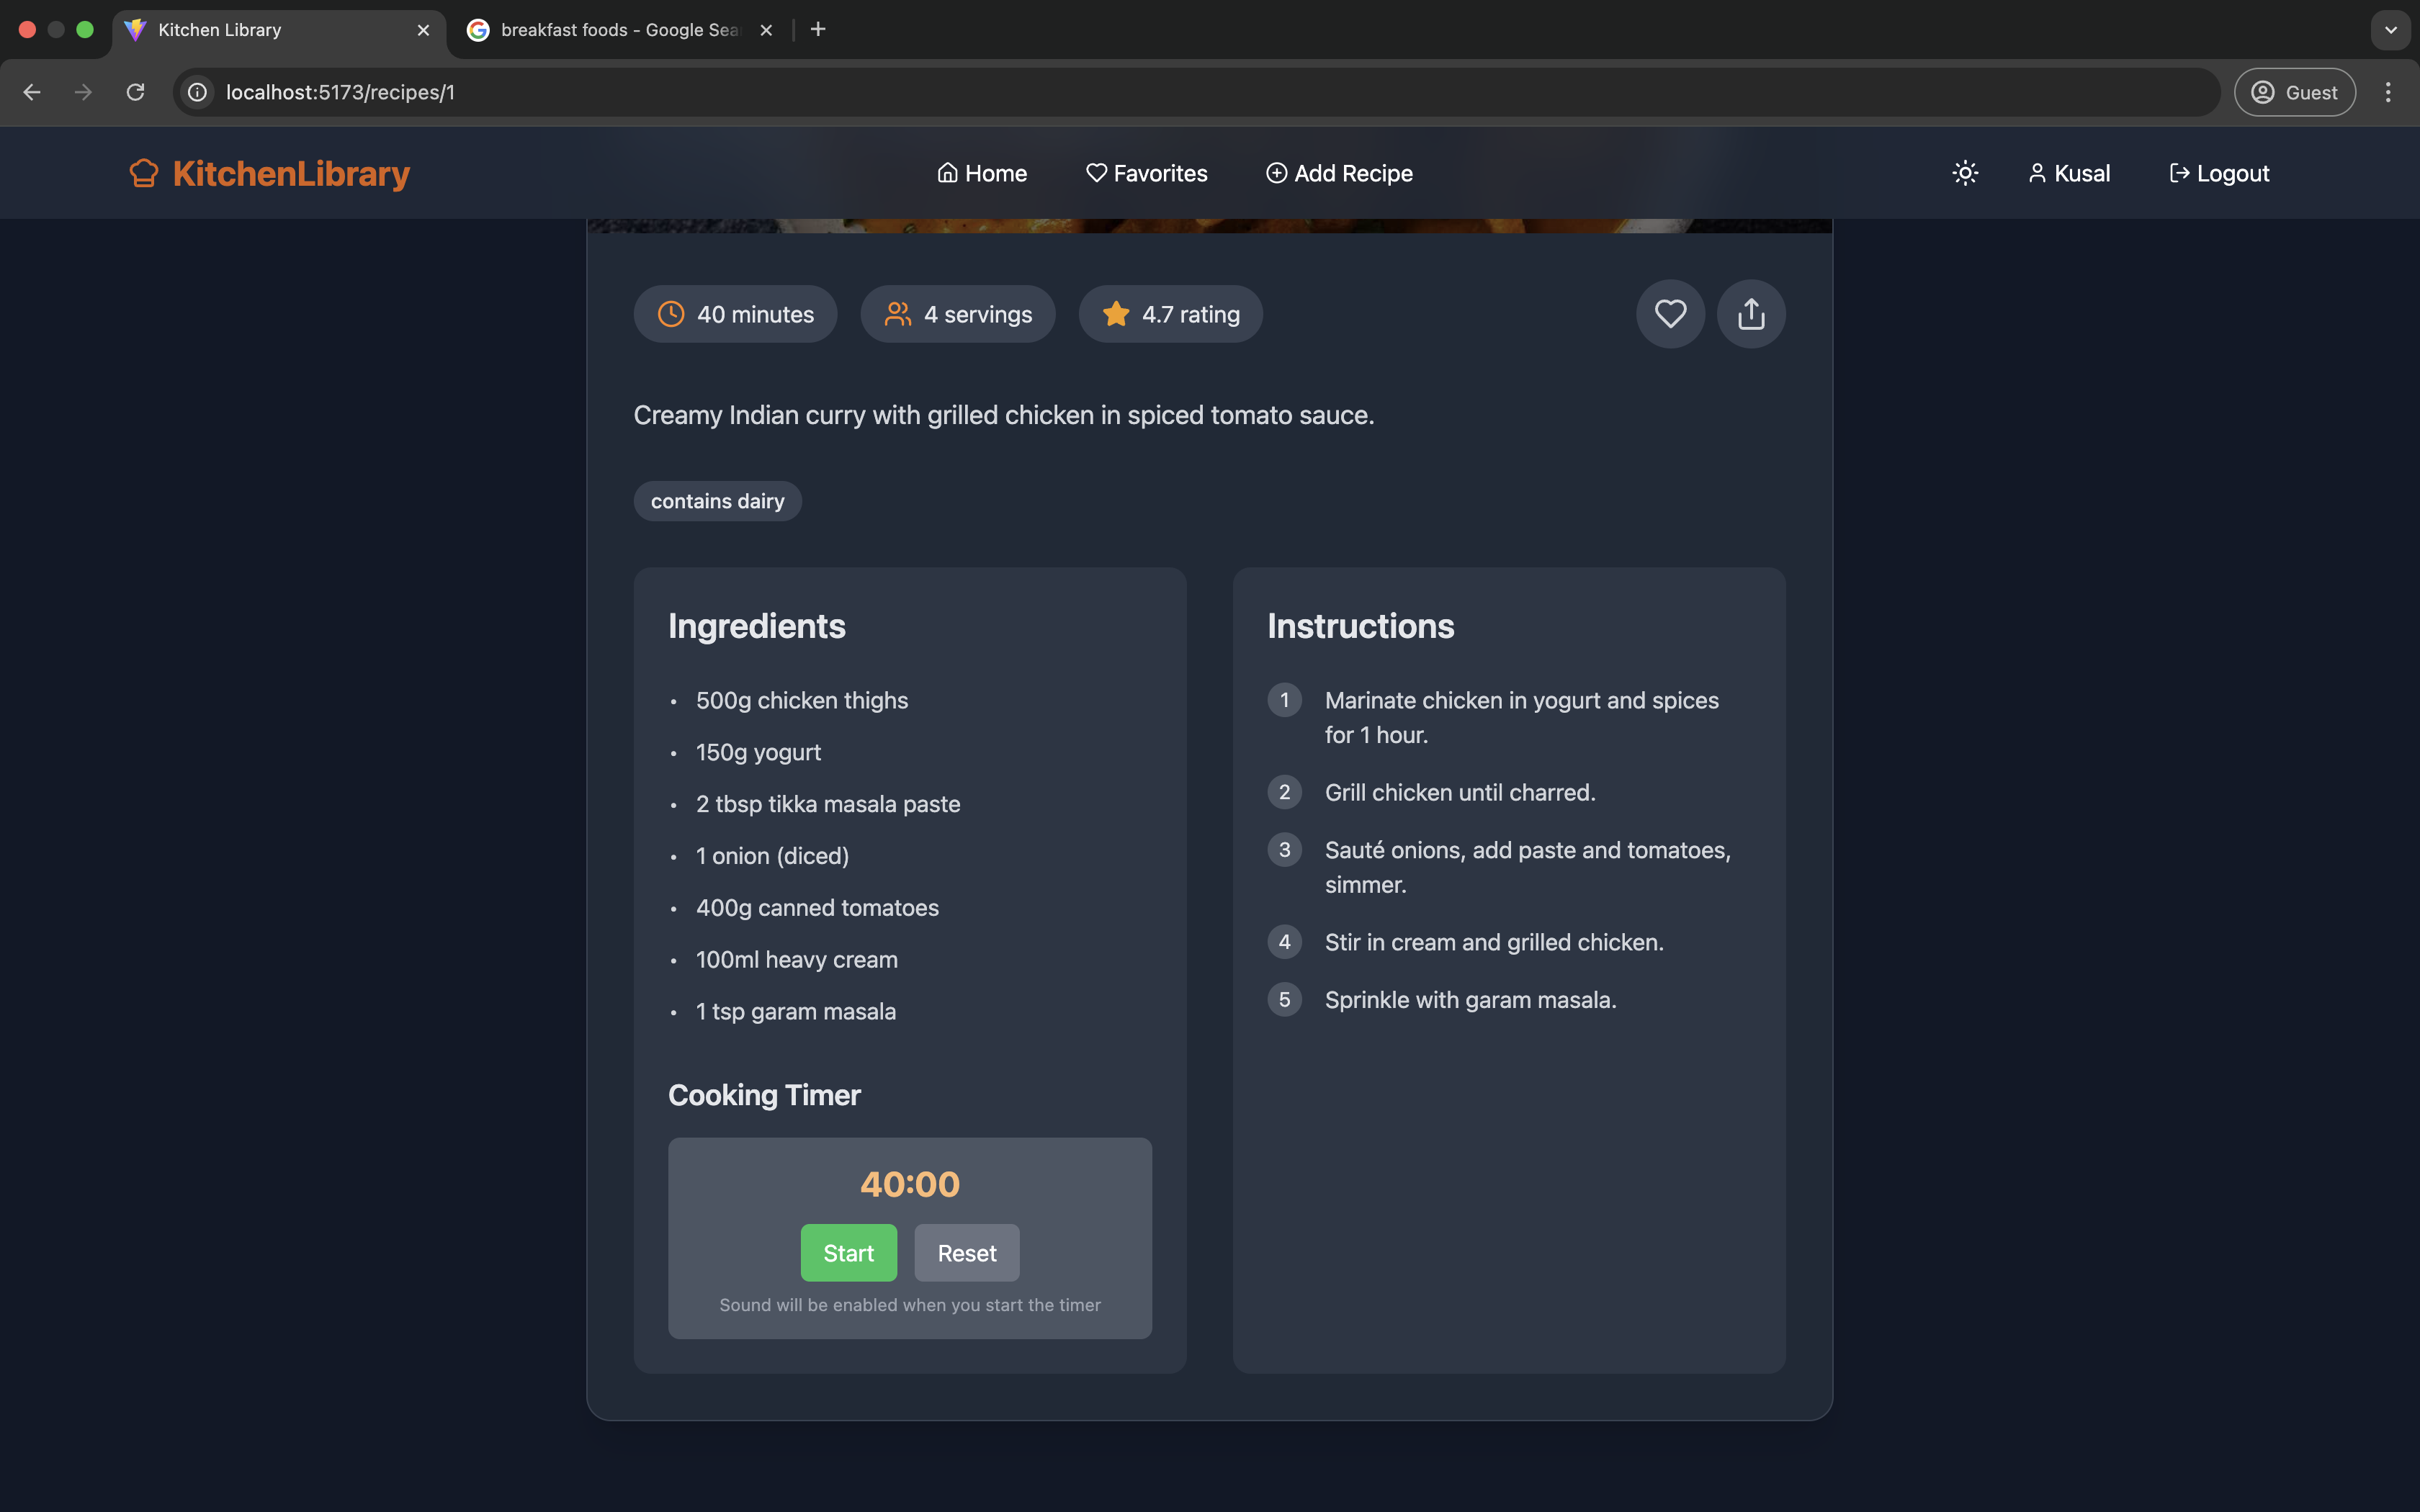 Kitchen Library
breakfast foods - Google Sea
localhost:5173/recipes/1
Guest
KitchenLibrary
Home
Favorites
Add Recipe
Kusal
Logout
40 minutes
4 servings
4.7 rating
Creamy Indian curry with grilled chicken in spiced tomato sauce.
contains dairy
Ingredients
• 500g chicken thighs
• 150g yogurt
• 2 tbsp tikka masala paste
• 1 onion (diced)
• 400g canned tomatoes
• 100ml heavy cream
• 1 tsp garam masala
Cooking Timer
40:00
Start
Reset
Sound will be enabled when you start the timer
Instructions
1 Marinate chicken in yogurt and spices
for 1 hour.
2 Grill chicken until charred.
3 Sauté onions, add paste and tomatoes,
simmer.
4 Stir in cream and grilled chicken.
5 Sprinkle with garam masala.